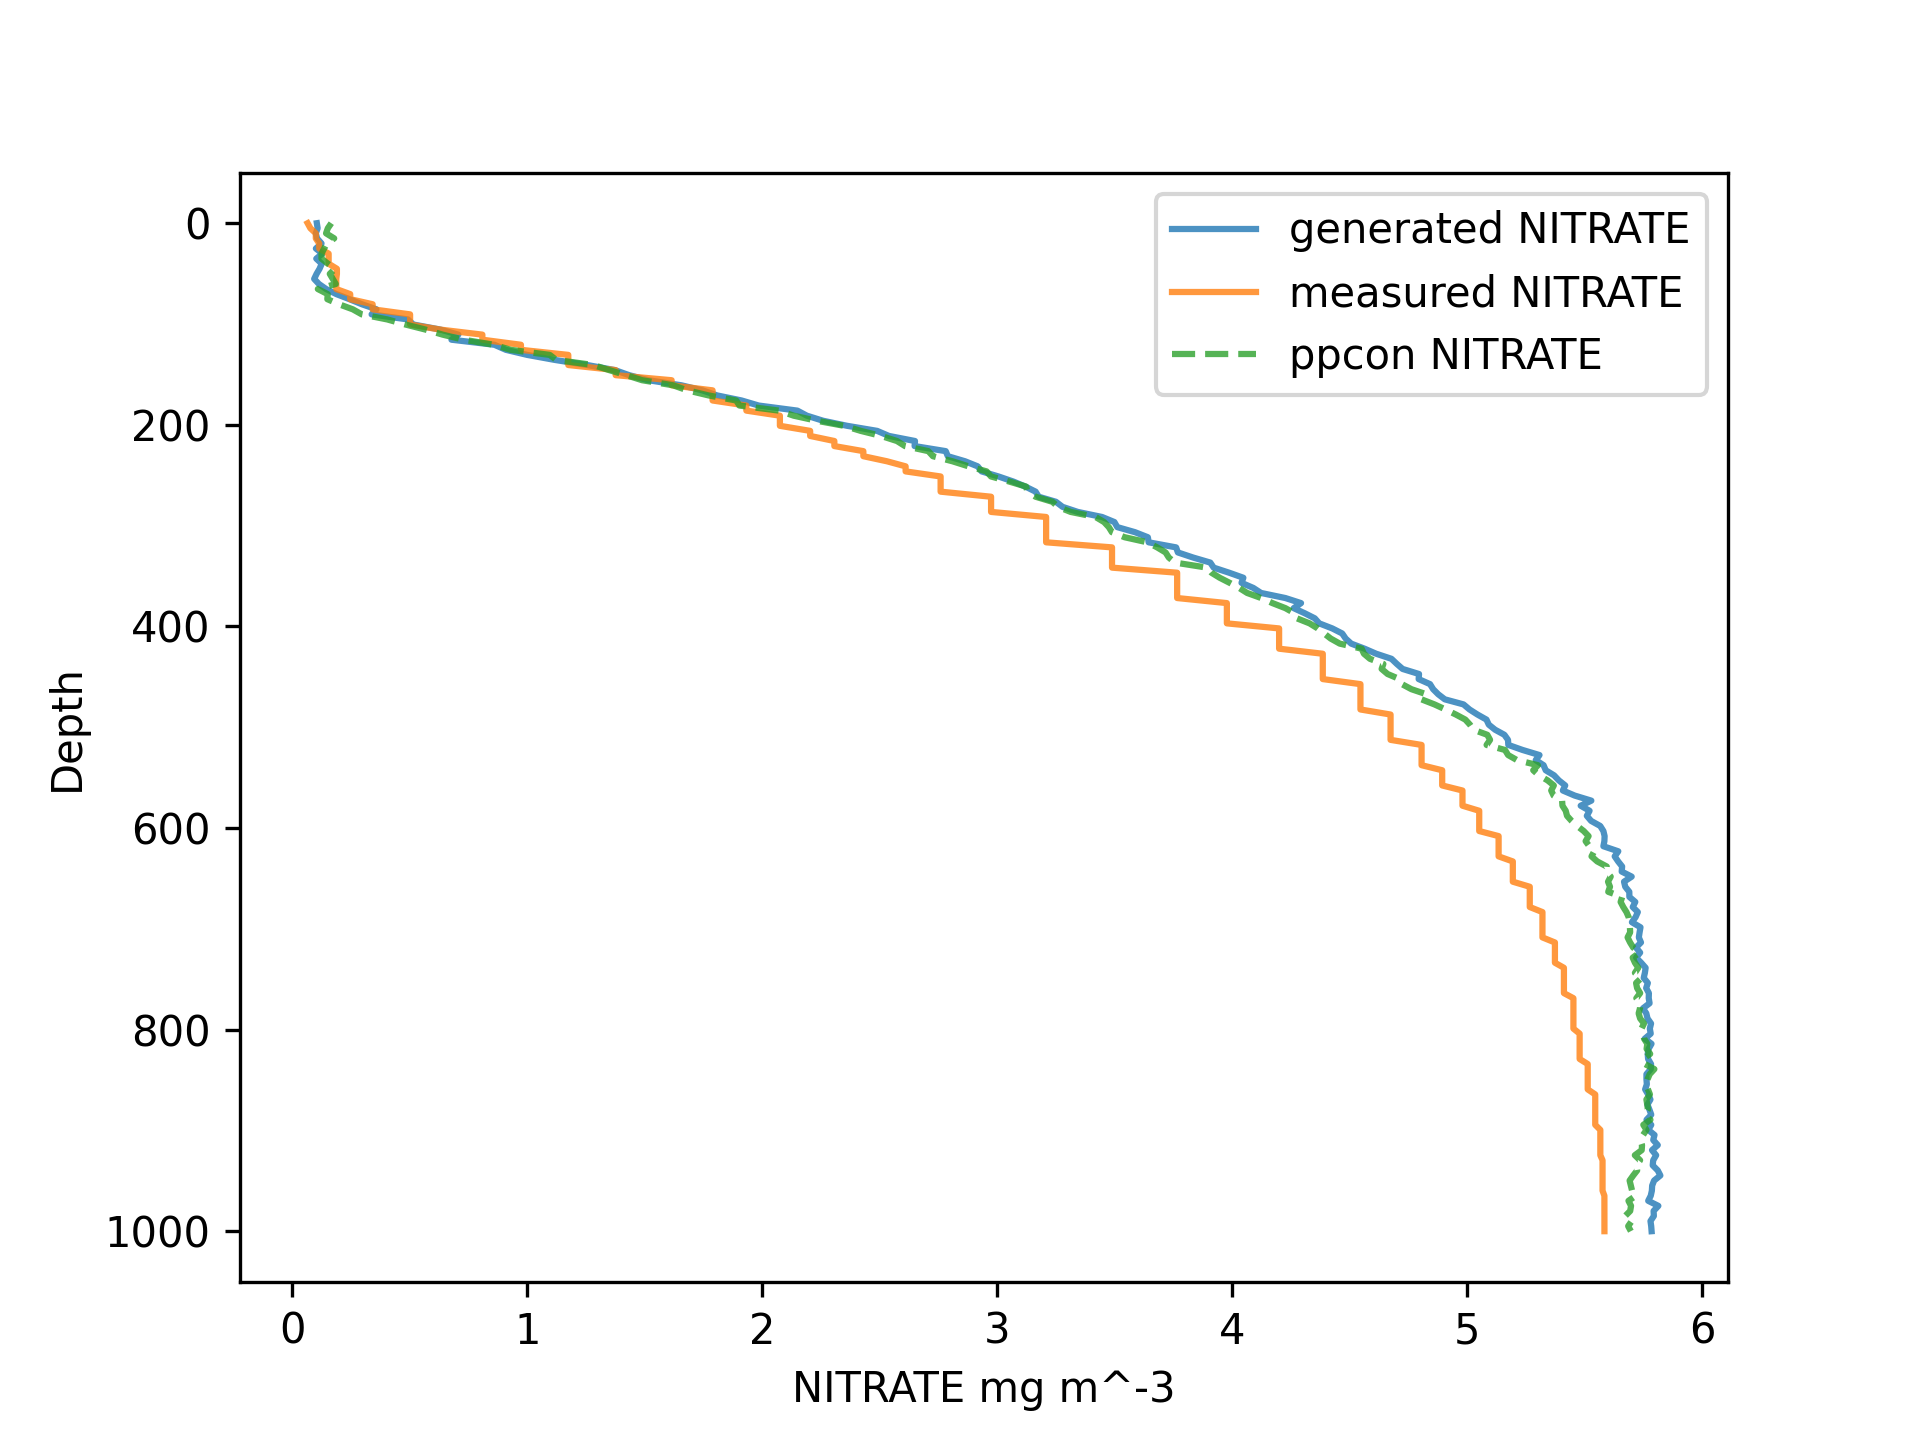 generated NITRATE
measured NITRATE
ppcon NITRATE
0
200
400
600
800
1000
Depth
0 1 2 3 4 5 6
NITRATE mg m^-3